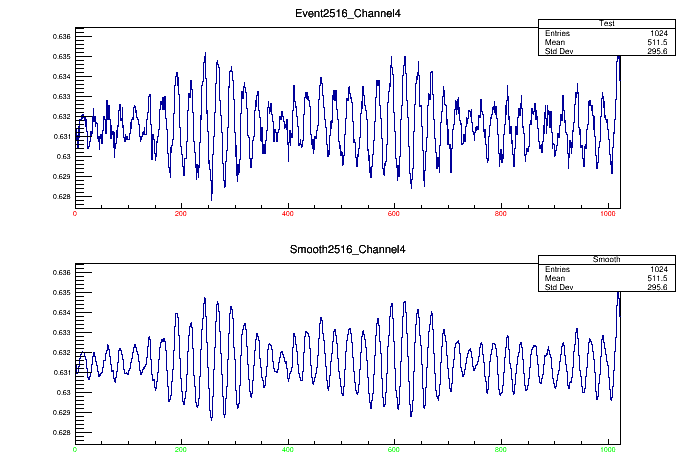 Event2516_Channel4
Test
Entries 1024
Mean 511.5
Std Dev 295.6
0.636
0.635
0.634
0.633
0.632
0.631
0.63
0.629
0.628
0 200 400 600 800 1000
Smooth2516_Channel4
Smooth
Entries 1024
Mean 511.5
Std Dev 295.6
0.636
0.635
0.634
0.633
0.632
0.631
0.63
0.629
0.628
0 200 400 600 800 1000